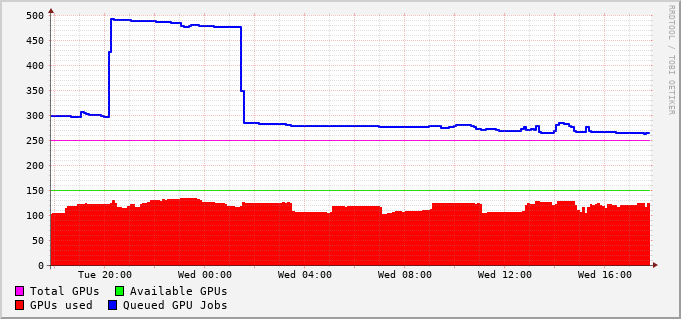 500
450
400
350
300
250
200
150
100
50
0
Tue 20:00 Wed 00:00 Wed 04:00 Wed 08:00 Wed 12:00 Wed 16:00
Total GPUs Available GPUs
GPUs used Queued GPU Jobs
RRDTOOL / TOBI OETIKER